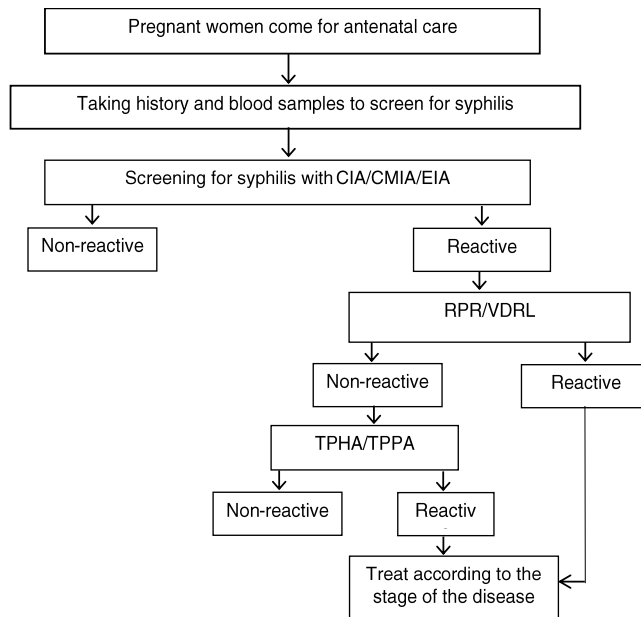 Pregnant women come for antenatal care
Taking history and blood samples to screen for syphilis
Screening for syphilis with CIA/CMIA/EIA
Non-reactive
Reactive
RPR/VDRL
Non-reactive
Reactive
TPHA/TPPA
Non-reactive
Reactiv
Treat according to the
stage of the disease